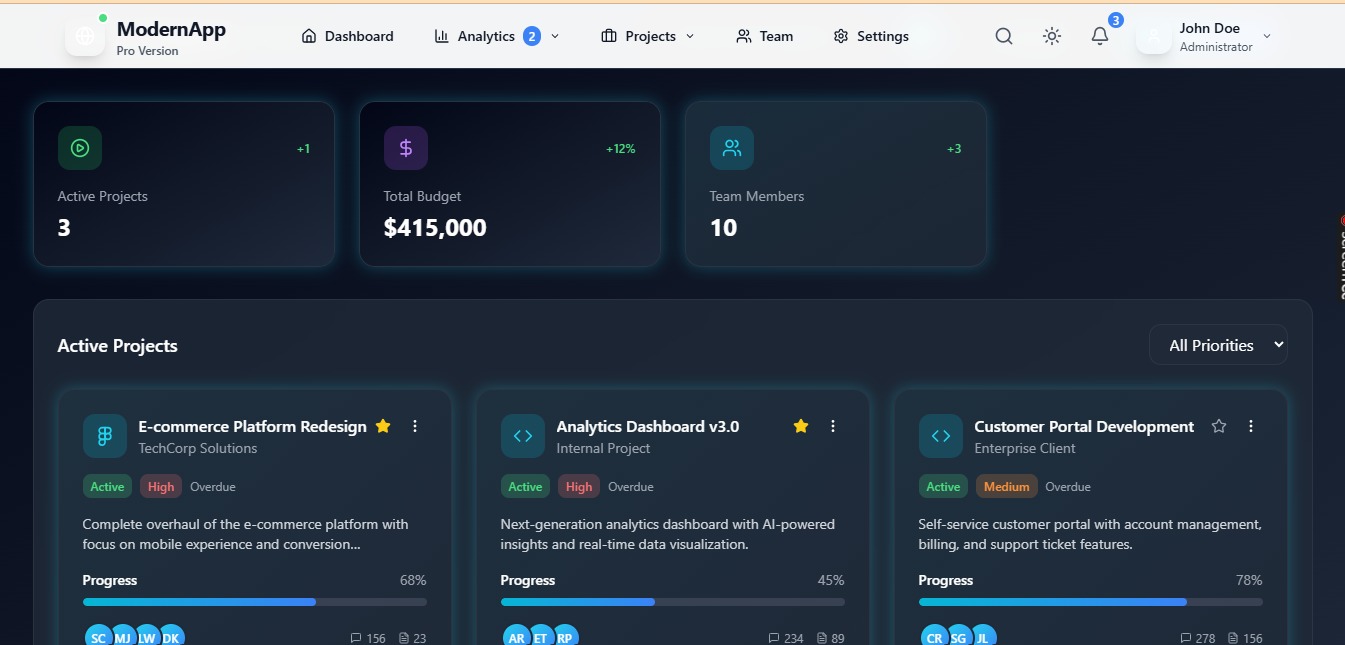 ModernApp
Pro Version
Dashboard
Analytics 2
Projects
Team
Settings
3
John Doe
Administrator
+1
Active Projects
3
+12%
Total Budget
$415,000
+3
Team Members
10
Active Projects
All Priorities
E-commerce Platform Redesign
TechCorp Solutions
Active High Overdue
Complete overhaul of the e-commerce platform with
focus on mobile experience and conversion...
Progress 68%
SC MJ LW DK 156 23
Analytics Dashboard v3.0
Internal Project
Active High Overdue
Next-generation analytics dashboard with AI-powered
insights and real-time data visualization.
Progress 45%
AR ET RP 234 89
Customer Portal Development
Enterprise Client
Active Medium Overdue
Self-service customer portal with account management,
billing, and support ticket features.
Progress 78%
CR SG JL 278 156